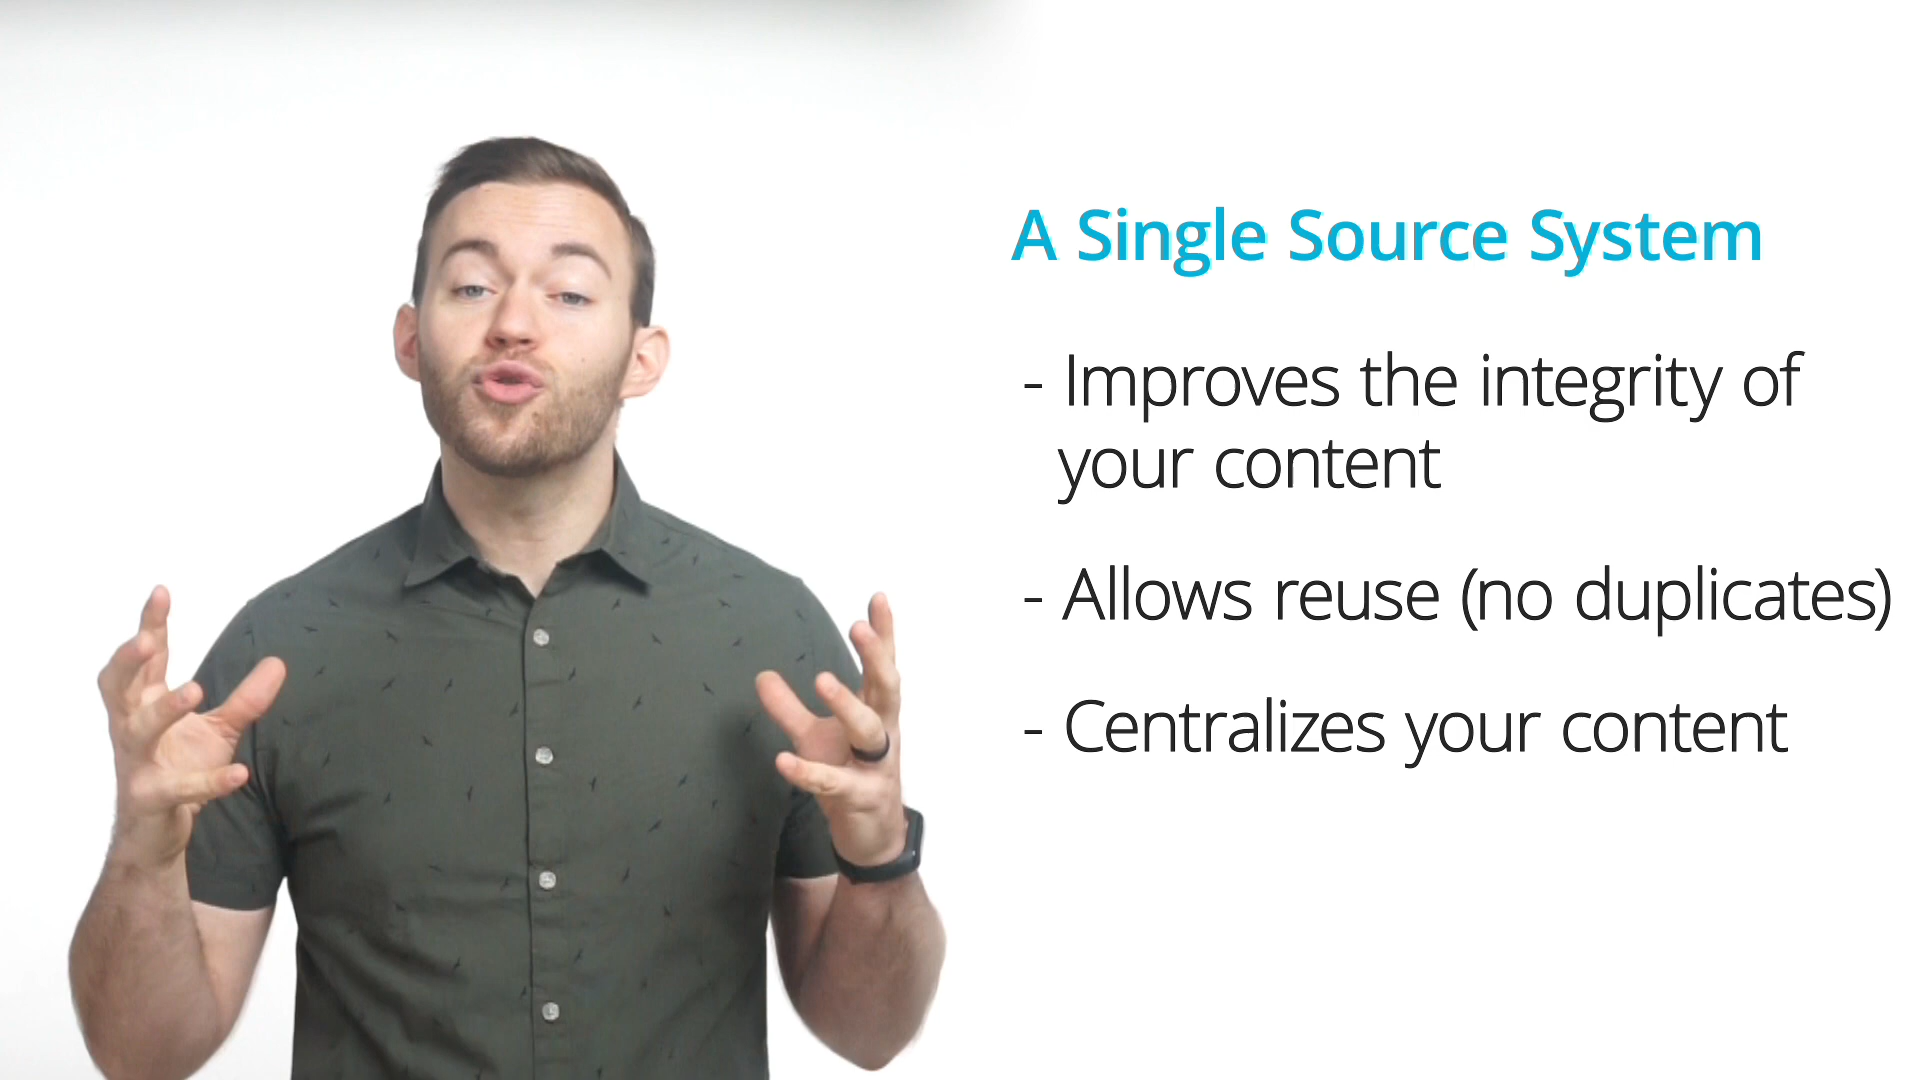 A Single Source System
- Improves the integrity of
your content
- Allows reuse (no duplicates)
- Centralizes your content